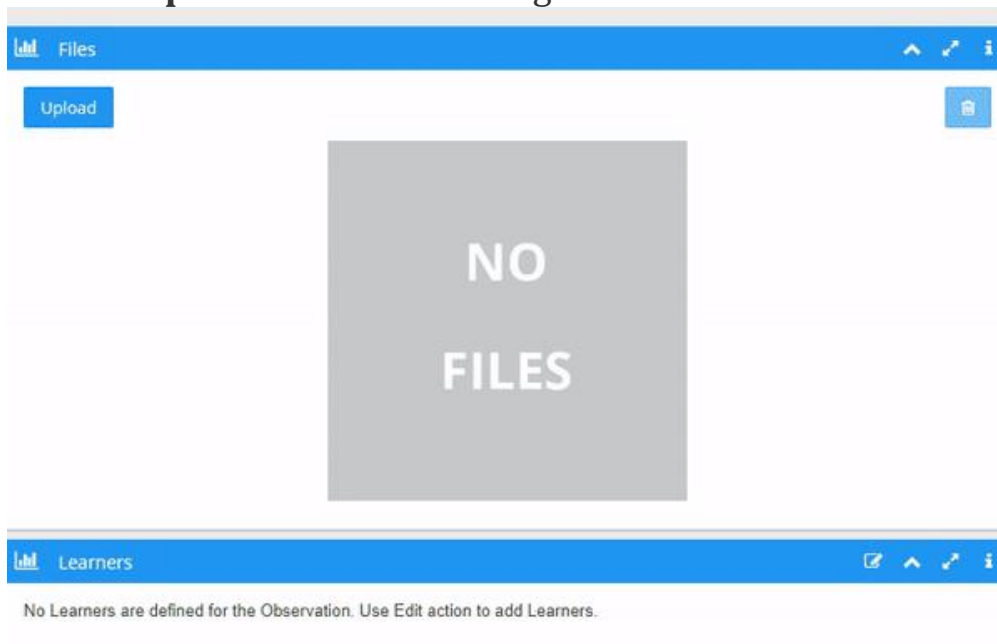 Files
Upload
NO
FILES
Learners
No Learners are defined for the Observation. Use Edit action to add Learners.